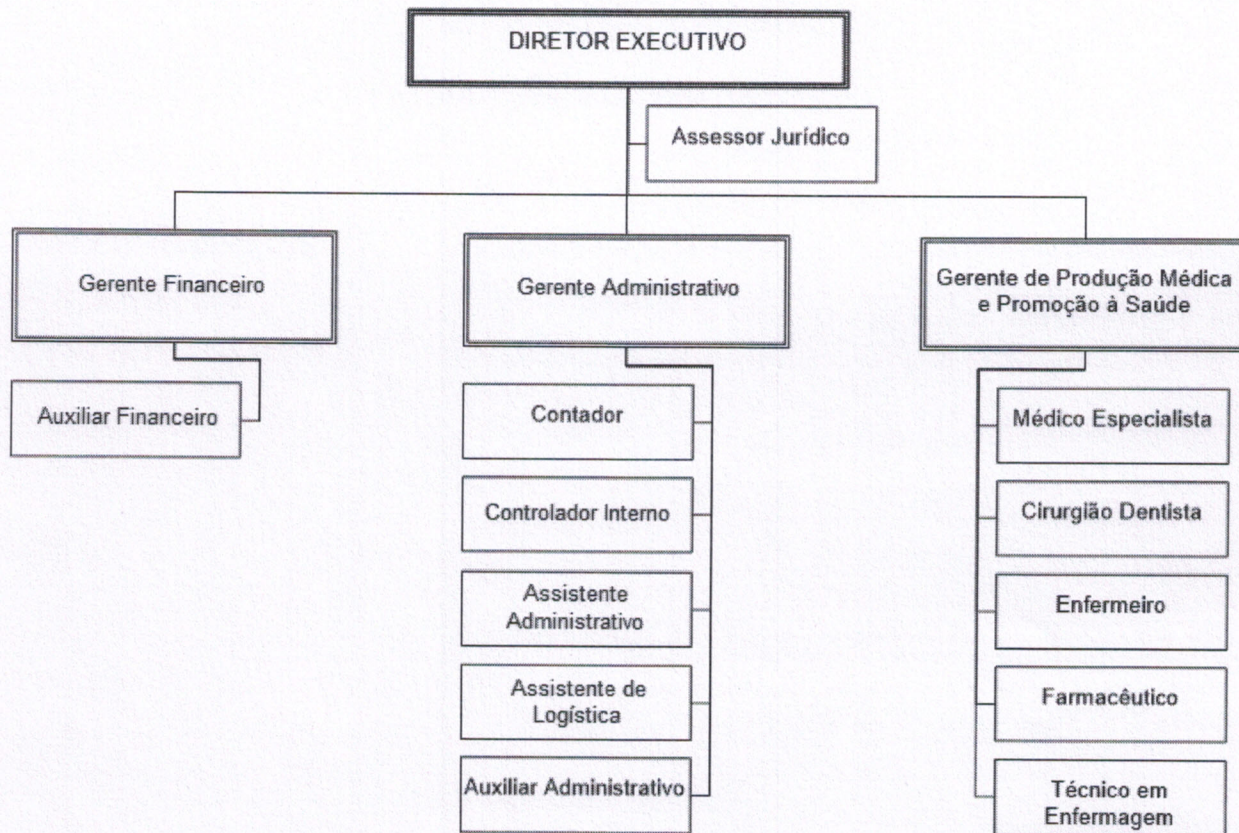 DIRETOR EXECUTIVO
Assessor Jurídico
Gerente Financeiro
Auxiliar Financeiro
Gerente Administrativo
Contador
Controlador Interno
Assistente
Administrativo
Assistente de
Logística
Auxiliar Administrativo
Gerente de Produção Médica
e Promoção à Saúde
Médico Especialista
Cirurgião Dentista
Enfermeiro
Farmacêutico
Técnico em
Enfermagem